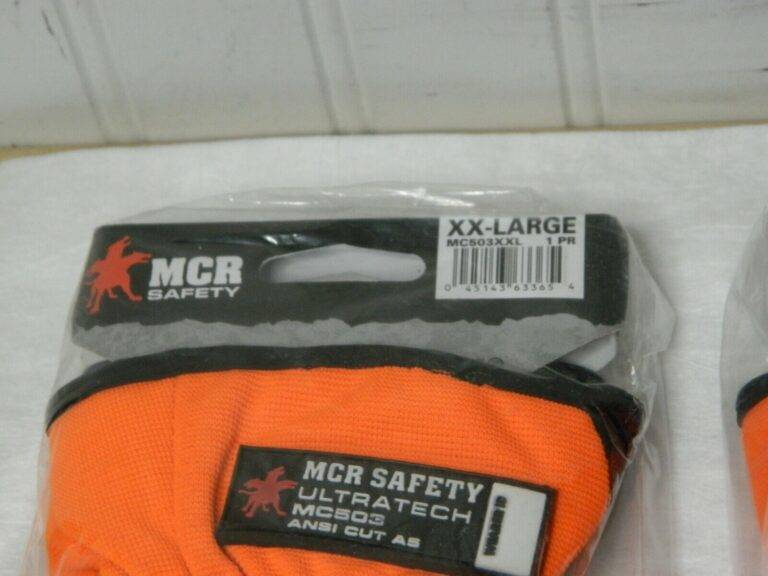 MCR
SAFETY
XX-LARGE
MC503XXL 1 PR
0 45143 63365 4
MCR SAFETY
ULTRATECH
MC503
ANSI CUT A5